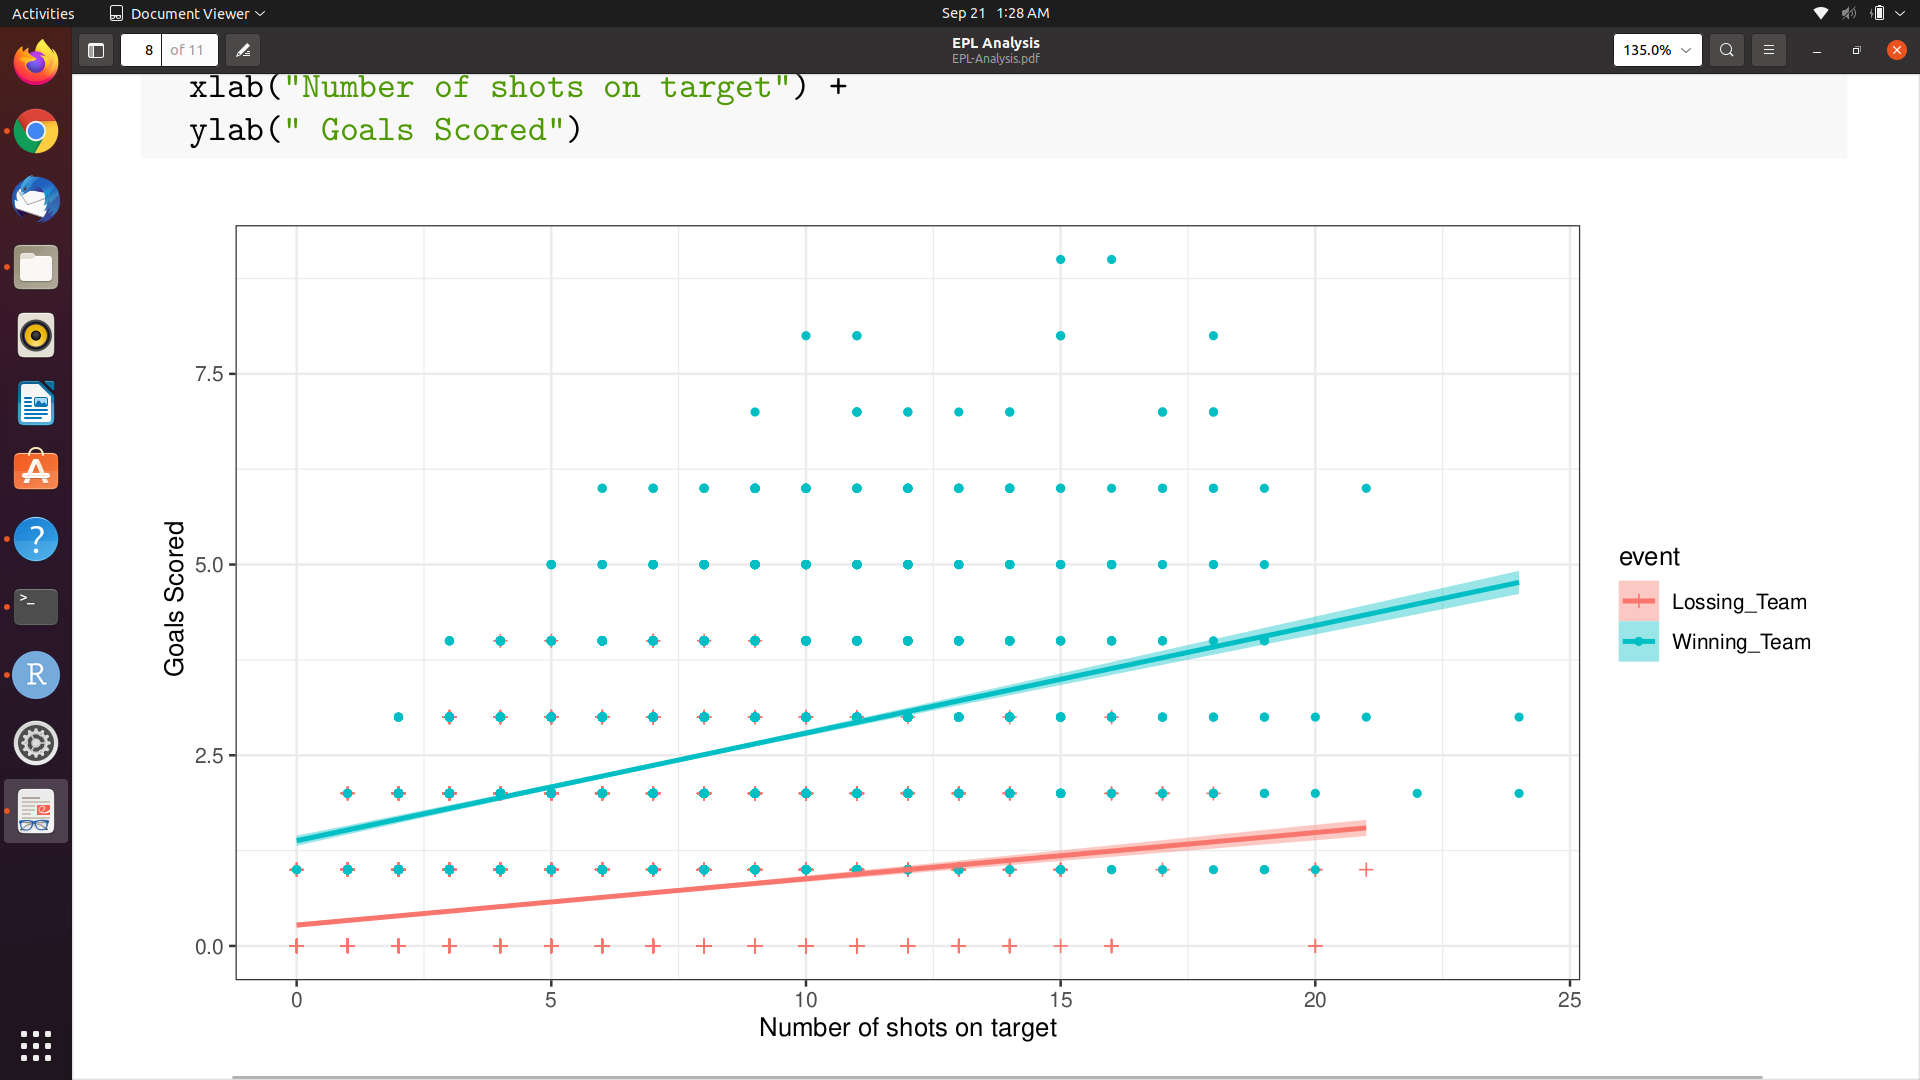 Activities Document Viewer Sep 21 1:28 AM
8 of 11 EPL Analysis 135.0%
EPL-Analysis.pdf
xlab("Number of shots on target") +
ylab(" Goals Scored")
7.5
5.0
2.5
0.0
Goals Scored
0 5 10 15 20 25
Number of shots on target
event
Lossing_Team
Winning_Team
>_
?
R
A